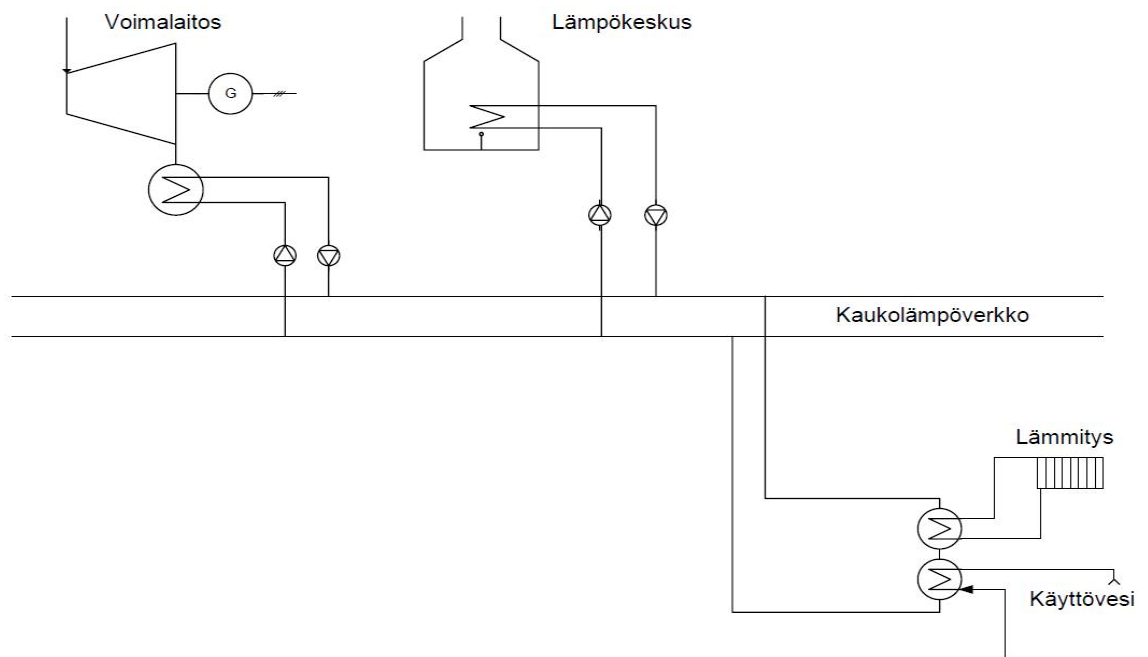 Voimalaitos
Lämpökeskus
G
Kaukolämpöverkko
Lämmitys
Käyttövesi